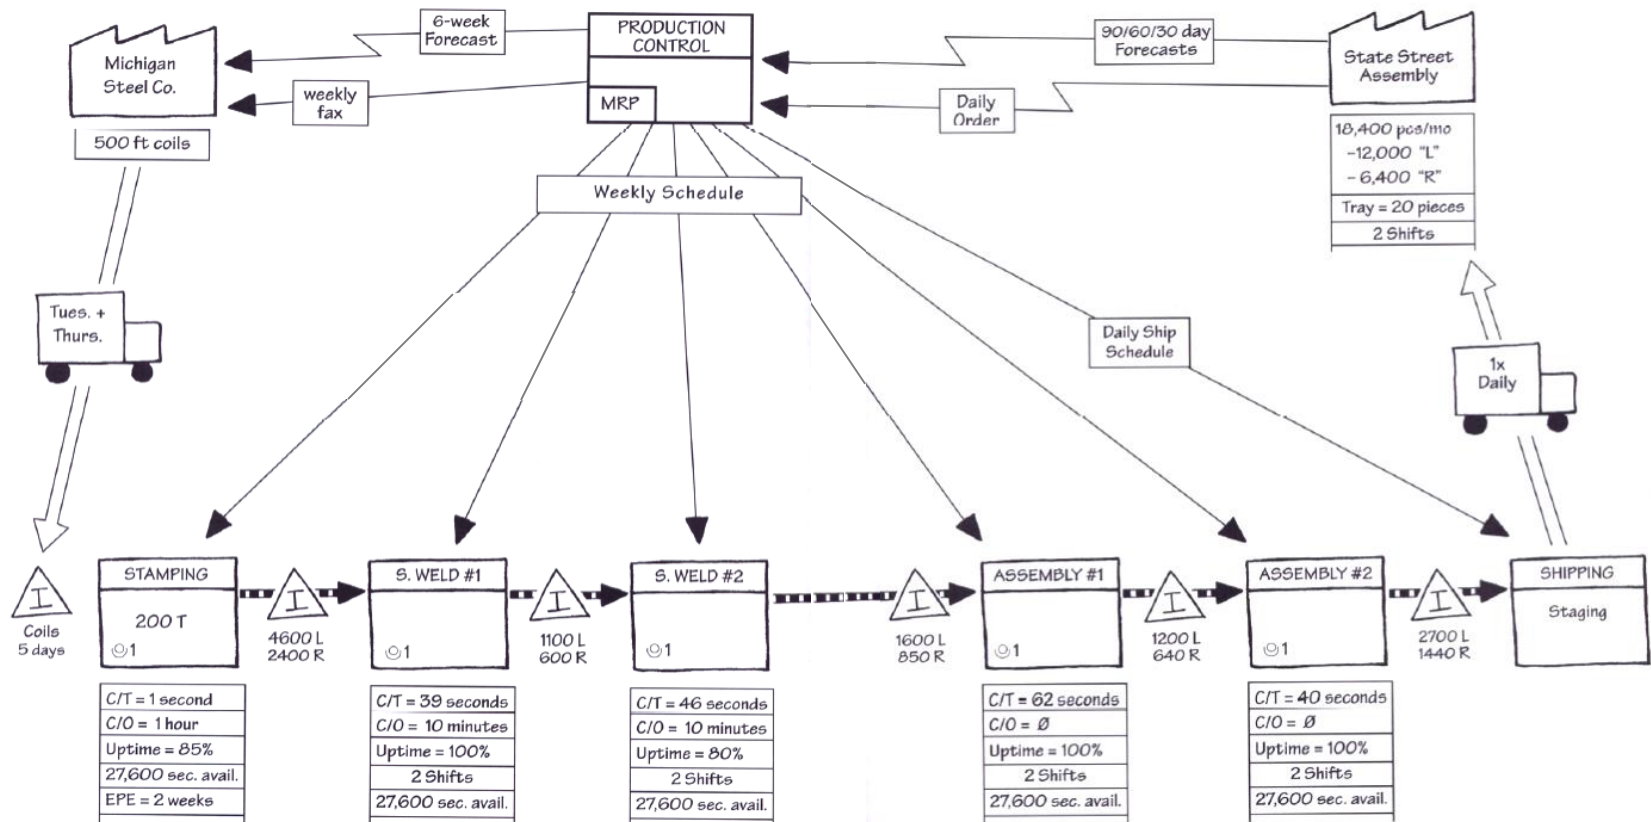 Michigan
Steel Co.
500 ft coils
6-week
Forecast
weekly
fax
PRODUCTION
CONTROL
MRP
90/60/30 day
Forecasts
Daily
Order
State Street
Assembly
18,400 pcs/mo
-12,000 "L"
- 6,400 "R"
Tray = 20 pieces
2 Shifts
Weekly Schedule
Tues. +
Thurs.
Daily Ship
Schedule
1x
Daily
I
Coils
5 days
STAMPING
200 T
1
C/T = 1 second
C/O = 1 hour
Uptime = 85%
27,600 sec. avail.
EPE = 2 weeks
I
4600 L
2400 R
S. WELD #1
1
C/T = 39 seconds
C/O = 10 minutes
Uptime = 100%
2 Shifts
27,600 sec. avail.
I
1100 L
600 R
S. WELD #2
1
C/T = 46 seconds
C/O = 10 minutes
Uptime = 80%
2 Shifts
27,600 sec. avail.
I
1600 L
850 R
ASSEMBLY #1
1
C/T = 62 seconds
C/O = Ø
Uptime = 100%
2 Shifts
27,600 sec. avail.
I
1200 L
640 R
ASSEMBLY #2
1
C/T = 40 seconds
C/O = Ø
Uptime = 100%
2 Shifts
27,600 sec. avail.
I
2700 L
1440 R
SHIPPING
Staging